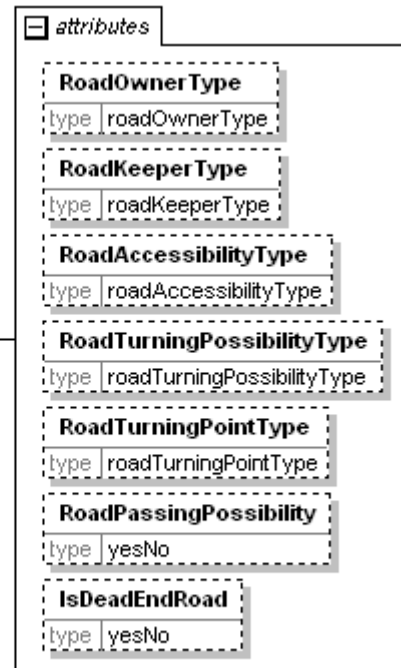 attributes
RoadOwnerType
type roadOwnerType
RoadKeeperType
type roadKeeperType
RoadAccessibilityType
type roadAccessibilityType
RoadTurningPossibilityType
type roadTurningPossibilityType
RoadTurningPointType
type roadTurningPointType
RoadPassingPossibility
type yesNo
IsDeadEndRoad
type yesNo